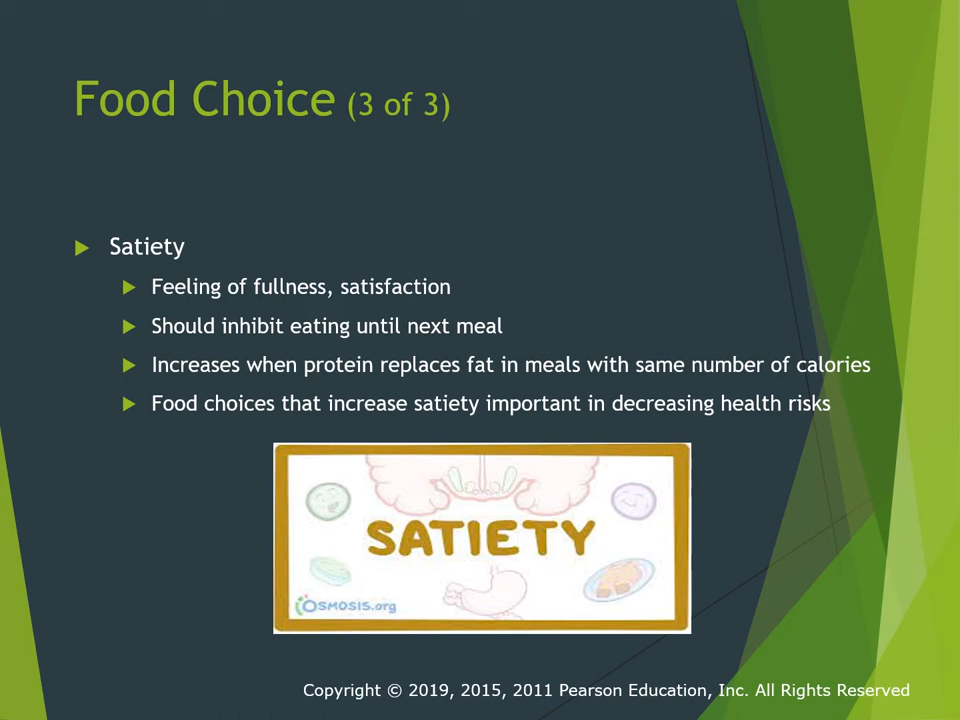 Food Choice (3 of 3)
Satiety
Feeling of fullness, satisfaction
Should inhibit eating until next meal
Increases when protein replaces fat in meals with same number of calories
Food choices that increase satiety important in decreasing health risks
SATIETY
OSMOSIS.org
Copyright © 2019, 2015, 2011 Pearson Education, Inc. All Rights Reserved